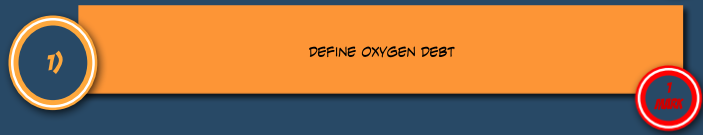 1)
DEFINE OXYGEN DEBT
1
MARK